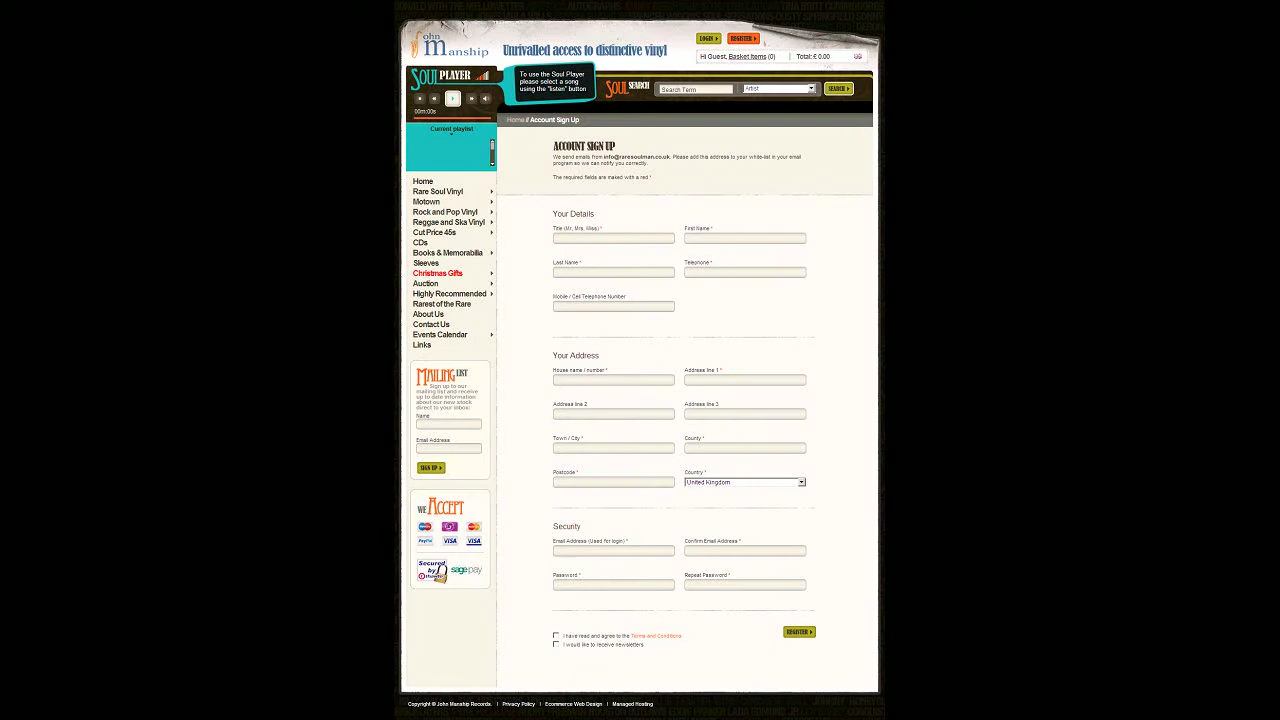 John Manship
Unrivalled access to distinctive vinyl
LOGIN
REGISTER
Hi Guest, Basket Items (0) | Total: £ 0.00
SOUL PLAYER
To use the Soul Player
please select a song
using the "listen" button
SOUL SEARCH
Search Term
Artist
SEARCH
00m:00s
Current playlist
Home // Account Sign Up
ACCOUNT SIGN UP
We send emails from info@raresoulman.co.uk. Please add this address to your white-list in your email
program so we can notify you correctly.
The required fields are maked with a red *
Home
Rare Soul Vinyl
Motown
Rock and Pop Vinyl
Reggae and Ska Vinyl
Cut Price 45s
CDs
Books & Memorabilia
Sleeves
Christmas Gifts
Auction
Highly Recommended
Rarest of the Rare
About Us
Contact Us
Events Calendar
Links
MAILING LIST
Sign up to our
mailing list and receive
up to date information
about our new stock
direct to your inbox:
Name
Email Address
SIGN UP
WE ACCEPT
PayPal VISA VISA
Secured by thawte
sage pay
Your Details
Title (Mr, Mrs, Miss) * First Name *
Last Name * Telephone *
Mobile / Cell Telephone Number
Your Address
House name / number * Address line 1 *
Address line 2 Address line 3
Town / City * County *
Postcode * Country *
United Kingdom
Security
Email Address (Used for login) * Confirm Email Address *
Password * Repeat Password *
I have read and agree to the Terms and Conditions.
I would like to receive newsletters
REGISTER
Copyright © John Manship Records. | Privacy Policy | Ecommerce Web Design | Managed Hosting